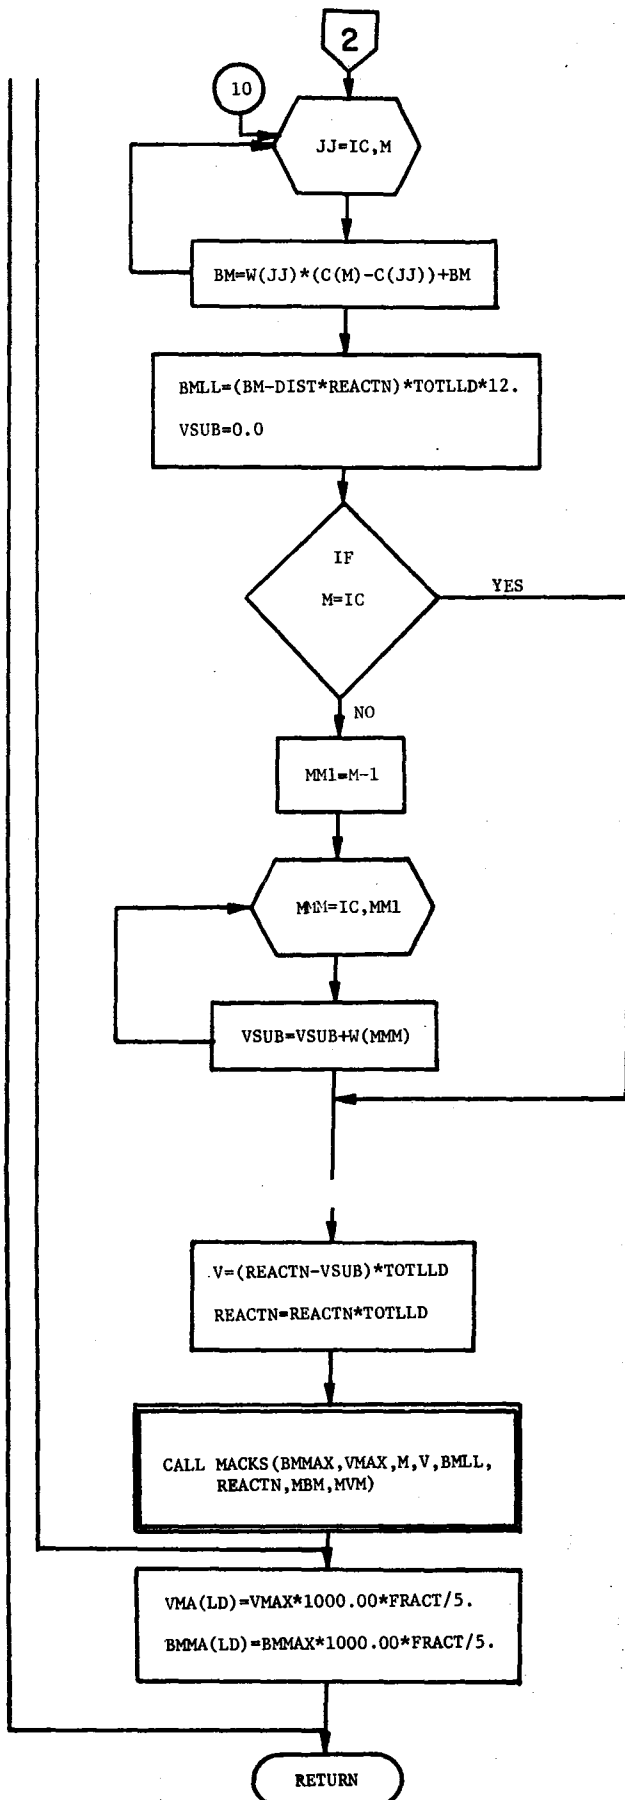 2
10
JJ=IC,M
BM=W(JJ)*(C(M)-C(JJ))+BM
BMLL=(BM-DIST*REACTN)*TOTLLD*12.
VSUB=0.0
IF
M=IC
YES
NO
MM1=M-1
MMM=IC,MM1
VSUB=VSUB+W(MMM)
V=(REACTN-VSUB)*TOTLLD
REACTN=REACTN*TOTLLD
CALL MACKS(BMMAX,VMAX,M,V,BMLL,
REACTN,MBM,MVM)
VMA(LD)=VMAX*1000.00*FRACT/5.
BMMA(LD)=BMMAX*1000.00*FRACT/5.
RETURN